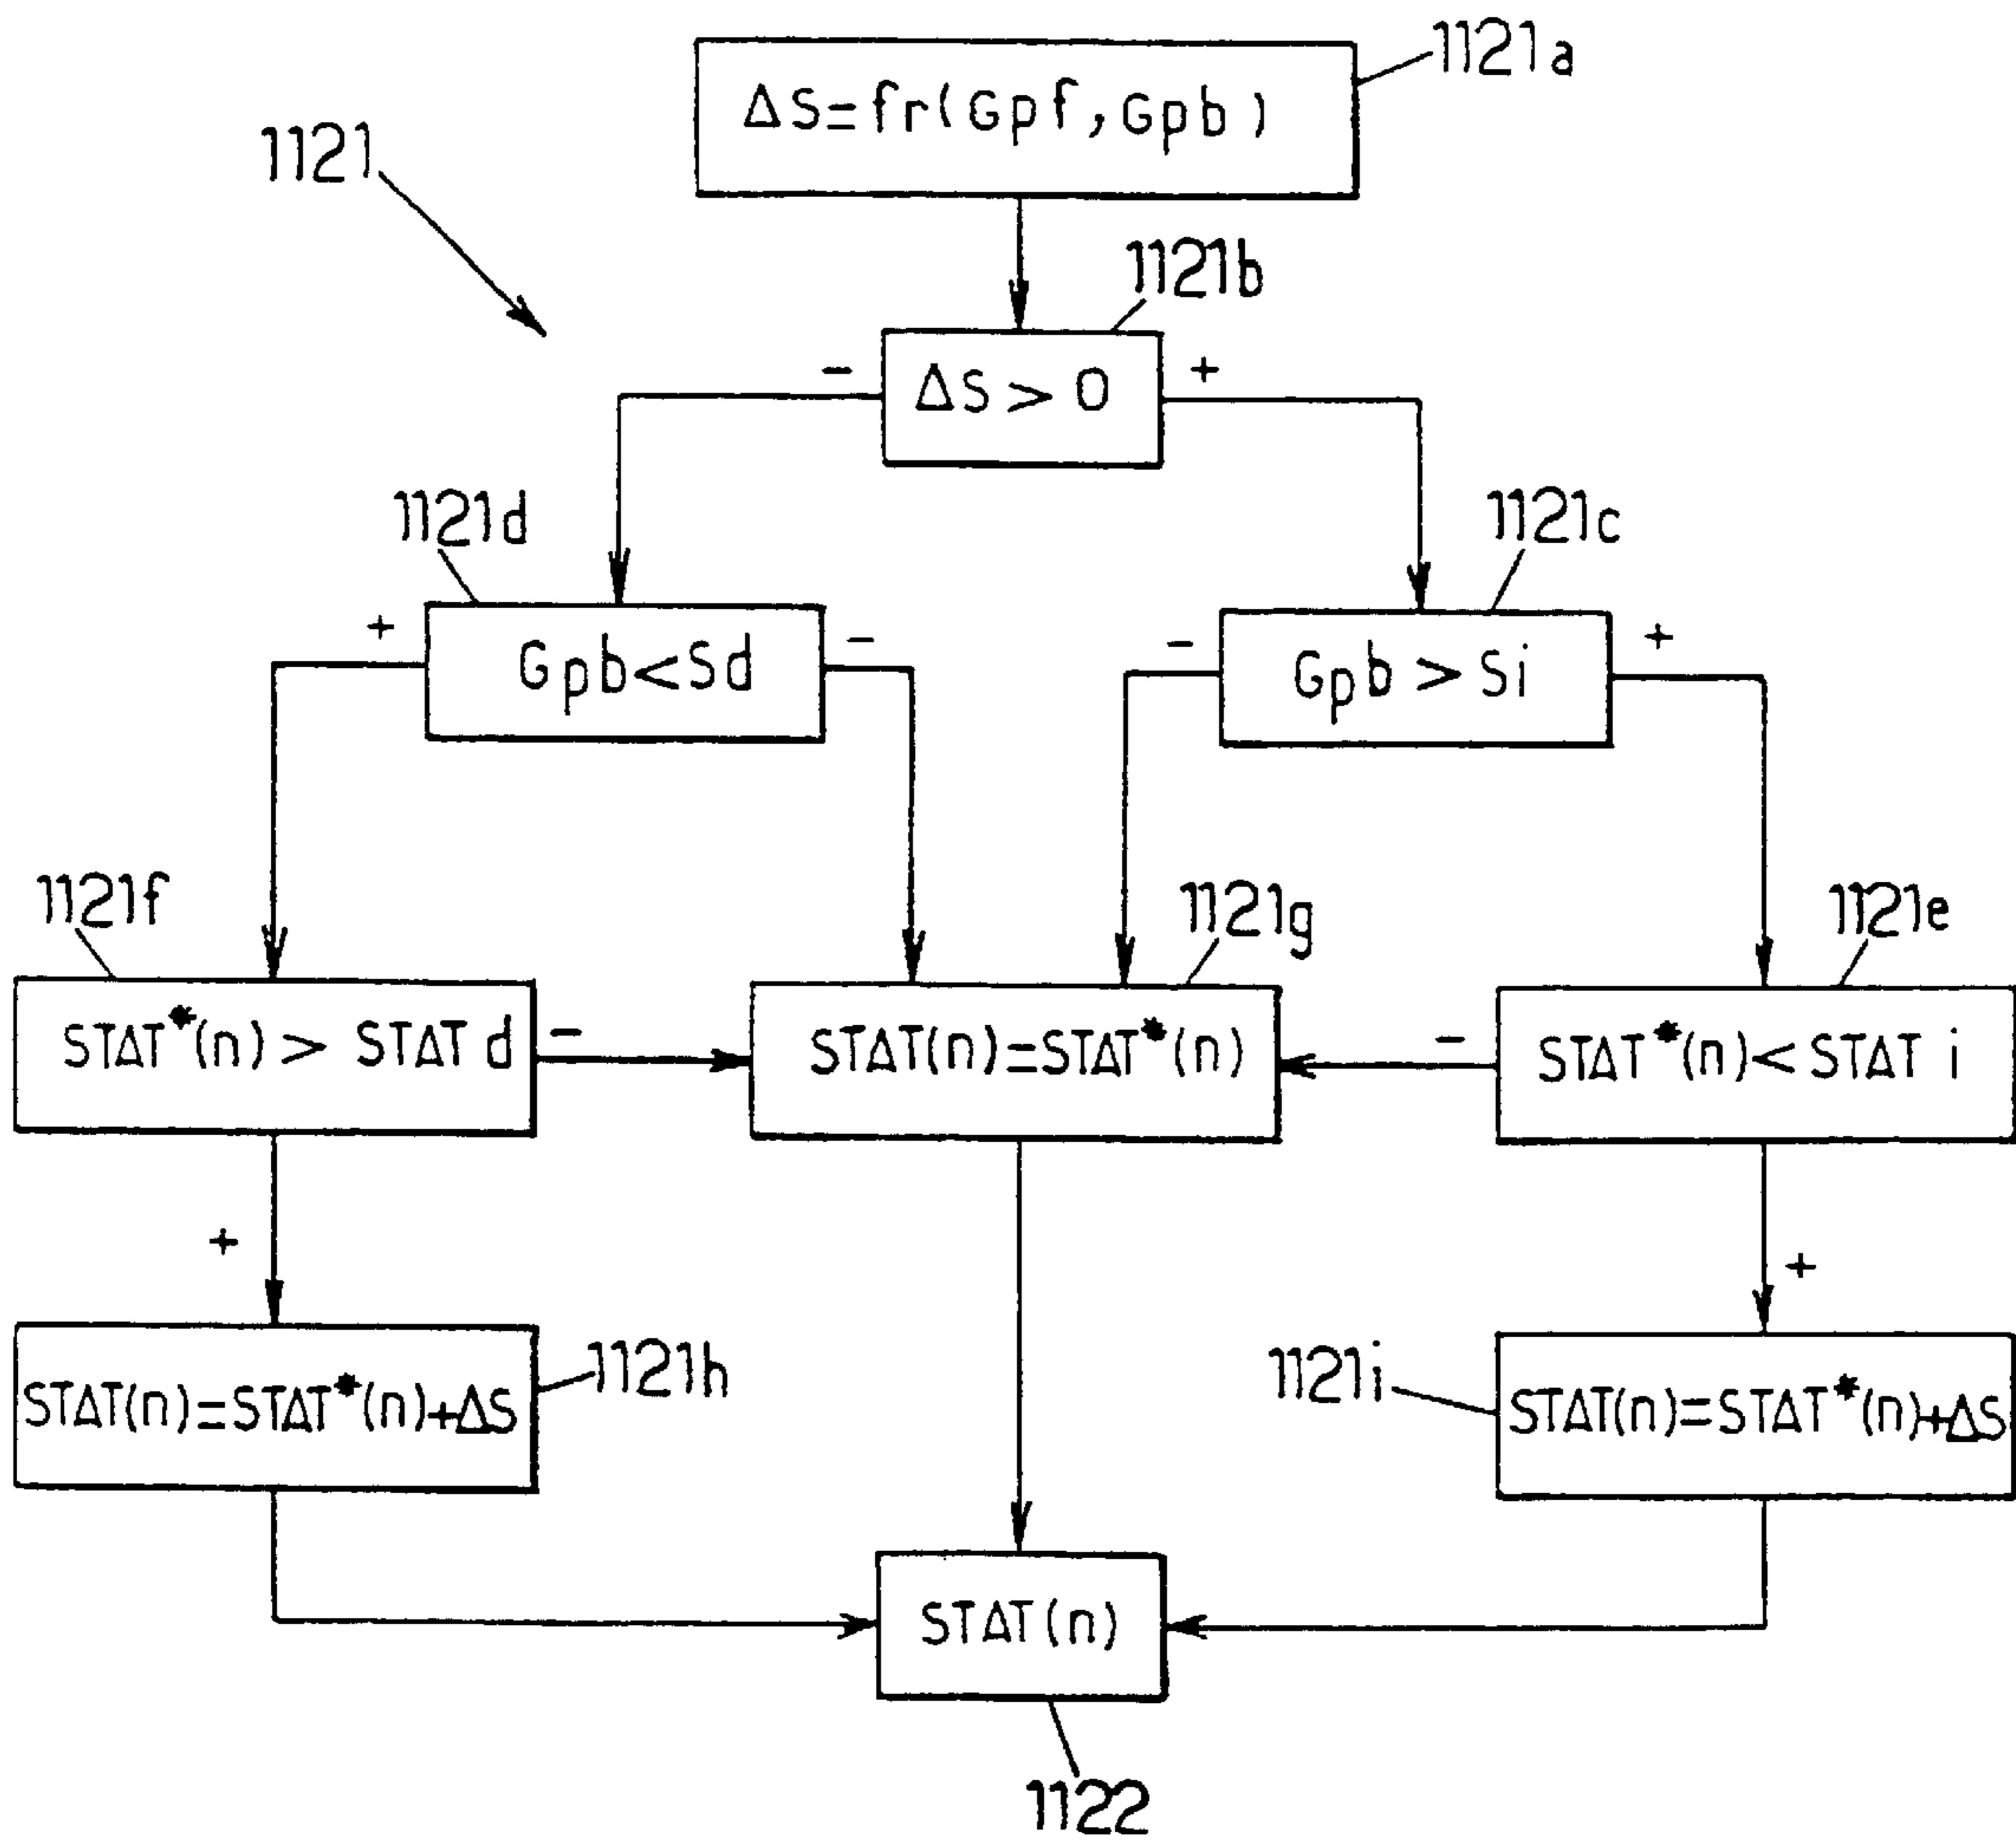 1121a
ΔS=fr(Gpf,Gpb)
1121
1121b
-
+
ΔS > 0
1121d
1121c
+
-
-
+
Gpb<Sd
Gpb > Si
1121f
1121g
1121e
STAT*(n) > STAT d
-
STAT(n)=STAT*(n)
-
STAT*(n)< STAT i
+
+
1121h
1121i
STAT(n)=STAT*(n)+ΔS
STAT(n)=STAT*(n)+ΔS
STAT(n)
1122